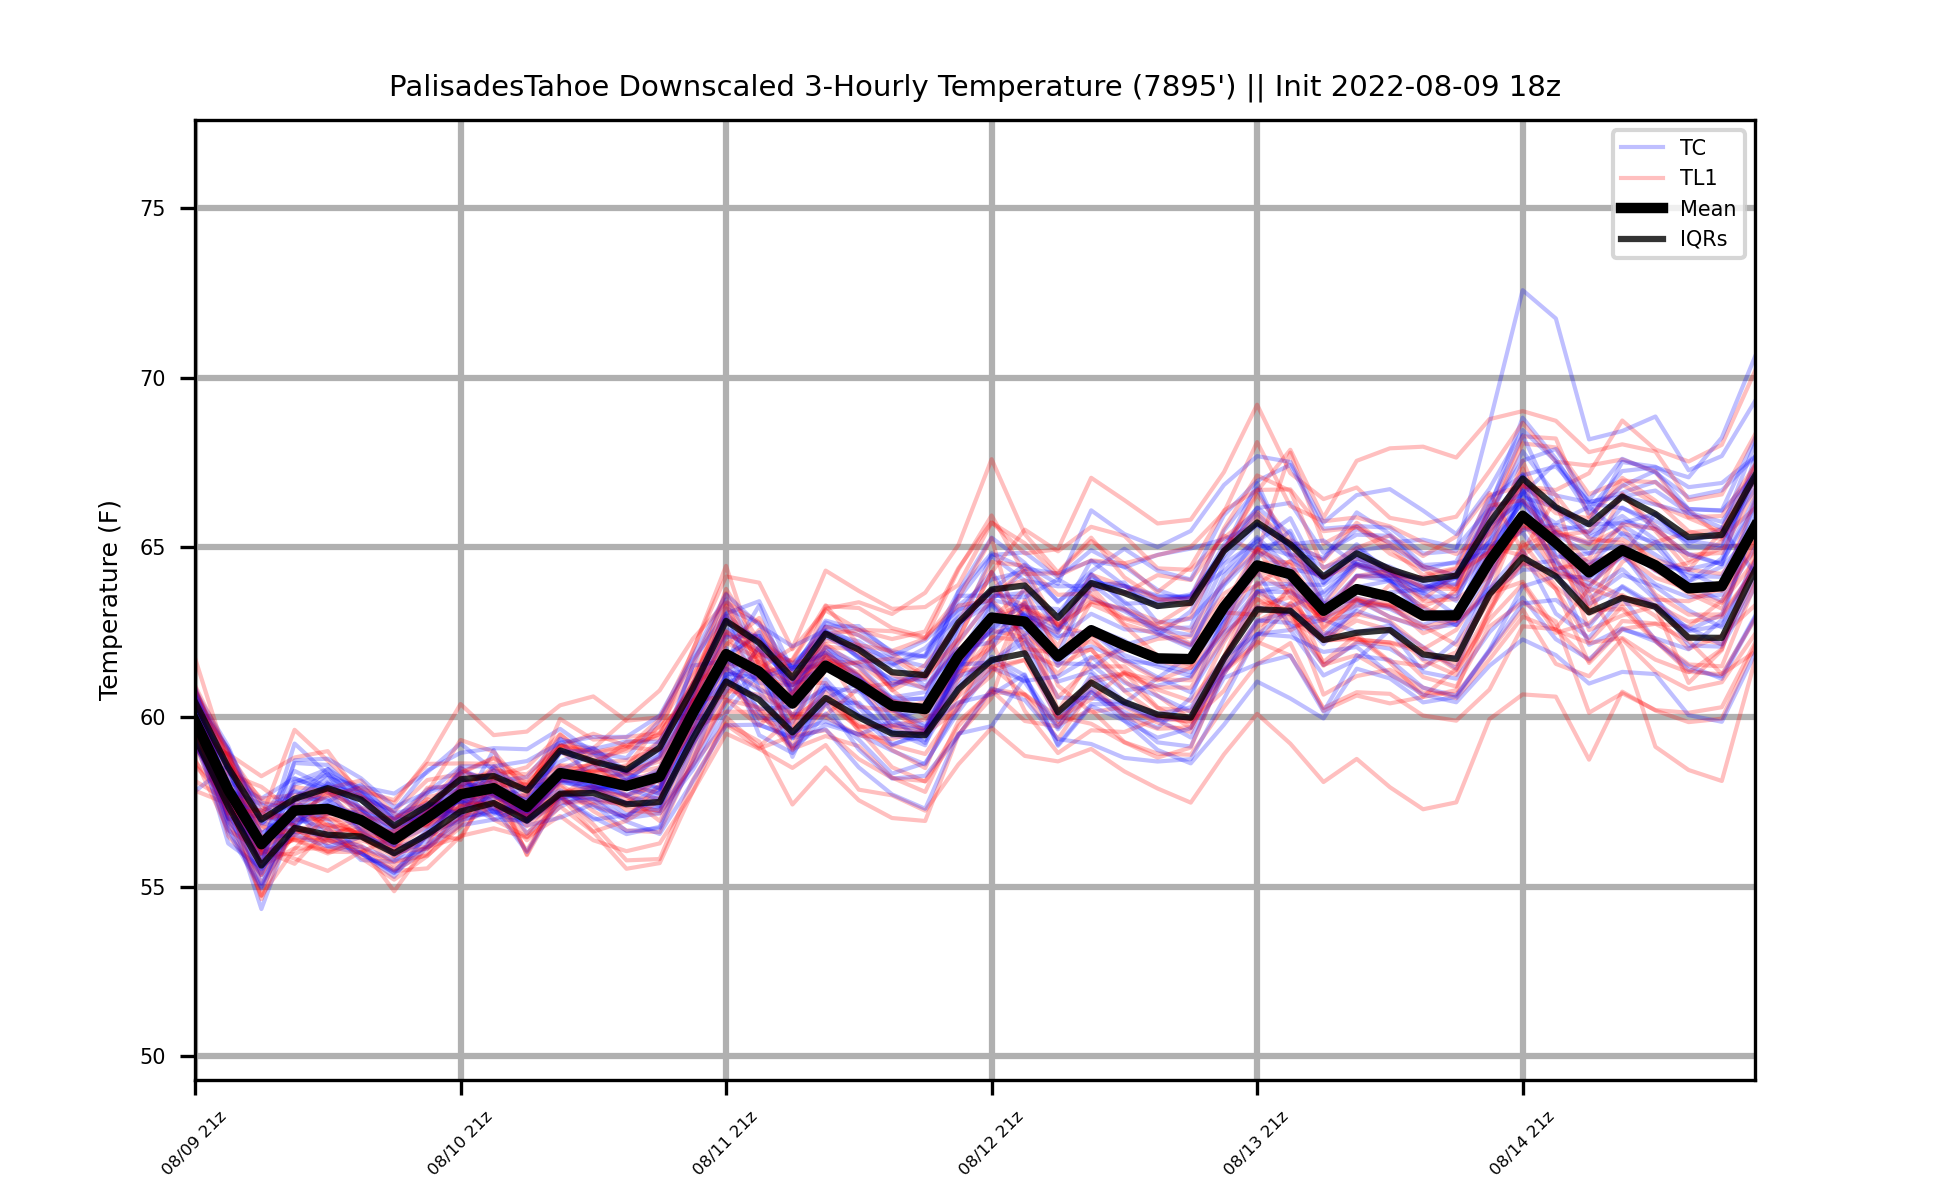 PalisadesTahoe Downscaled 3-Hourly Temperature (7895') || Init 2022-08-09 18z
TC
TL1
Mean
IQRs
Temperature (F)
75
70
65
60
55
50
08/09 21z
08/10 21z
08/11 21z
08/12 21z
08/13 21z
08/14 21z